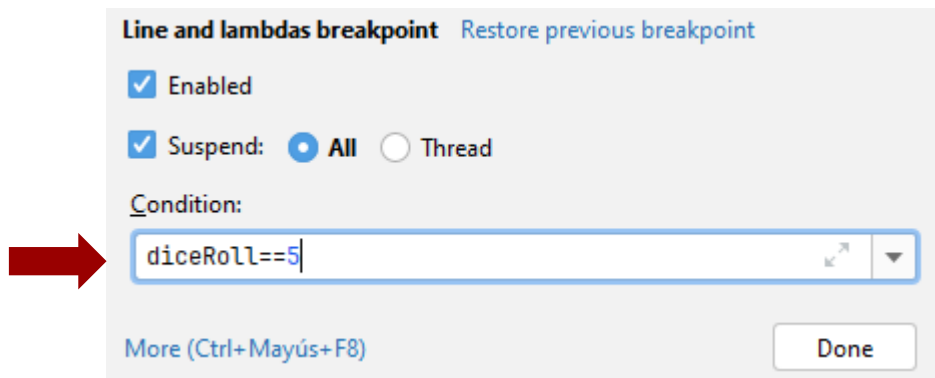 Line and lambdas breakpoint Restore previous breakpoint
Enabled
Suspend: All Thread
Condition:
diceRoll==5
More (Ctrl+Mayús+F8) Done